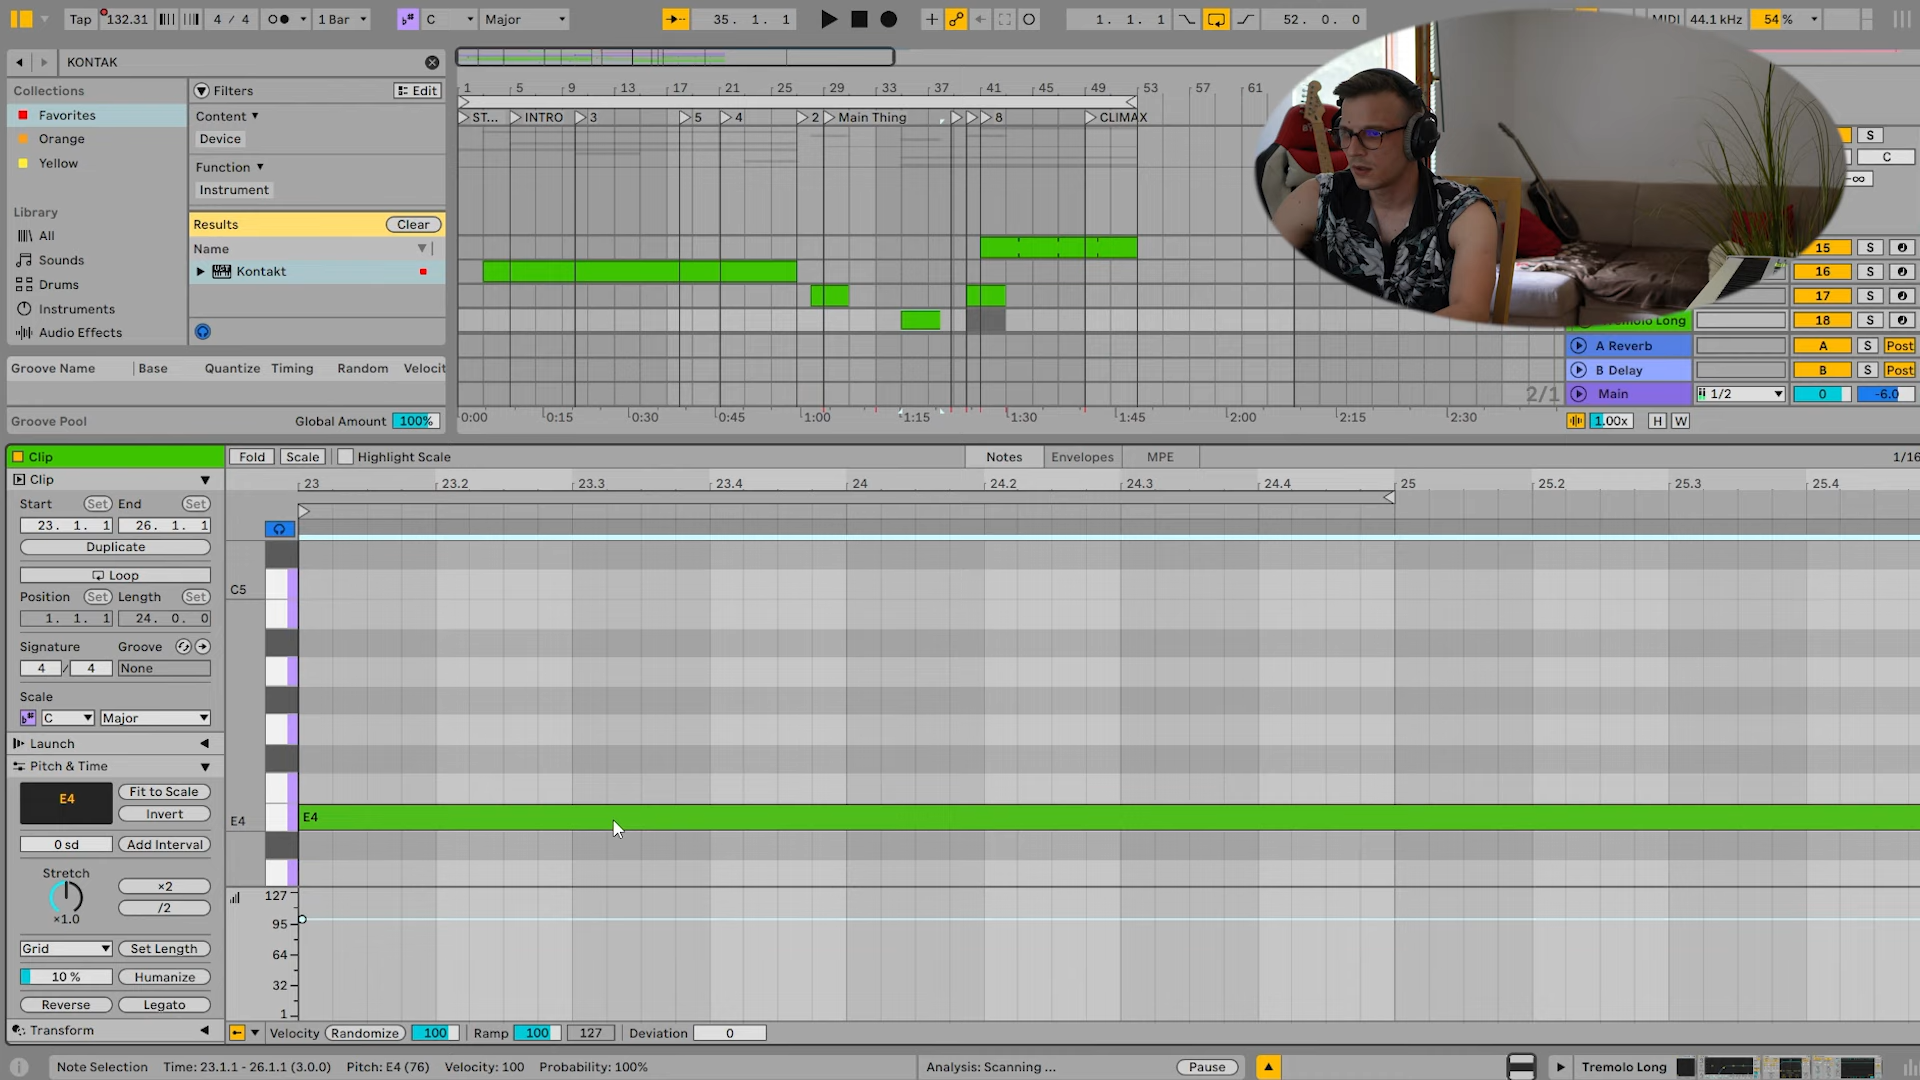 Tap 132.31 4 / 4 1 Bar C Major 35. 1. 1 1. 1. 1 52. 0. 0 MIDI 44.1 kHz 54 %
KONTAK
Collections
Favorites
Orange
Yellow
Library
All
Sounds
Drums
Instruments
Audio Effects
Filters Edit
Content
Device
Function
Instrument
Results Clear
Name
Kontakt
Groove Name Base Quantize Timing Random Velocit
Groove Pool Global Amount 100%
1 5 9 13 17 21 25 29 33 37 41 45 49 53 57 61
ST... INTRO 3 5 4 2 Main Thing 8 CLIMAX
S
C
-∞
15 S
16 S
17 S
Tremolo Long 18 S
A Reverb A S Post
B Delay B S Post
2/1 Main 1/2 0 -6.0
0:00 0:15 0:30 0:45 1:00 1:15 1:30 1:45 2:00 2:15 2:30
1.00x H W
Clip
Clip
Start Set End Set
23. 1. 1 26. 1. 1
Duplicate
Loop
Position Set Length Set
1. 1. 1 24. 0. 0
Signature Groove
4 / 4 None
Scale
C Major
Launch
Pitch & Time
E4 Fit to Scale
Invert
0 sd Add Interval
Stretch ×2
/2
×1.0
Grid Set Length
10 % Humanize
Reverse Legato
Transform
Fold Scale Highlight Scale Notes Envelopes MPE 1/16
23 23.2 23.3 23.4 24 24.2 24.3 24.4 25 25.2 25.3 25.4
C5
E4 E4
127
95
64
32
1
Velocity Randomize 100 Ramp 100 127 Deviation 0
Note Selection Time: 23.1.1 - 26.1.1 (3.0.0) Pitch: E4 (76) Velocity: 100 Probability: 100% Analysis: Scanning ... Pause Tremolo Long